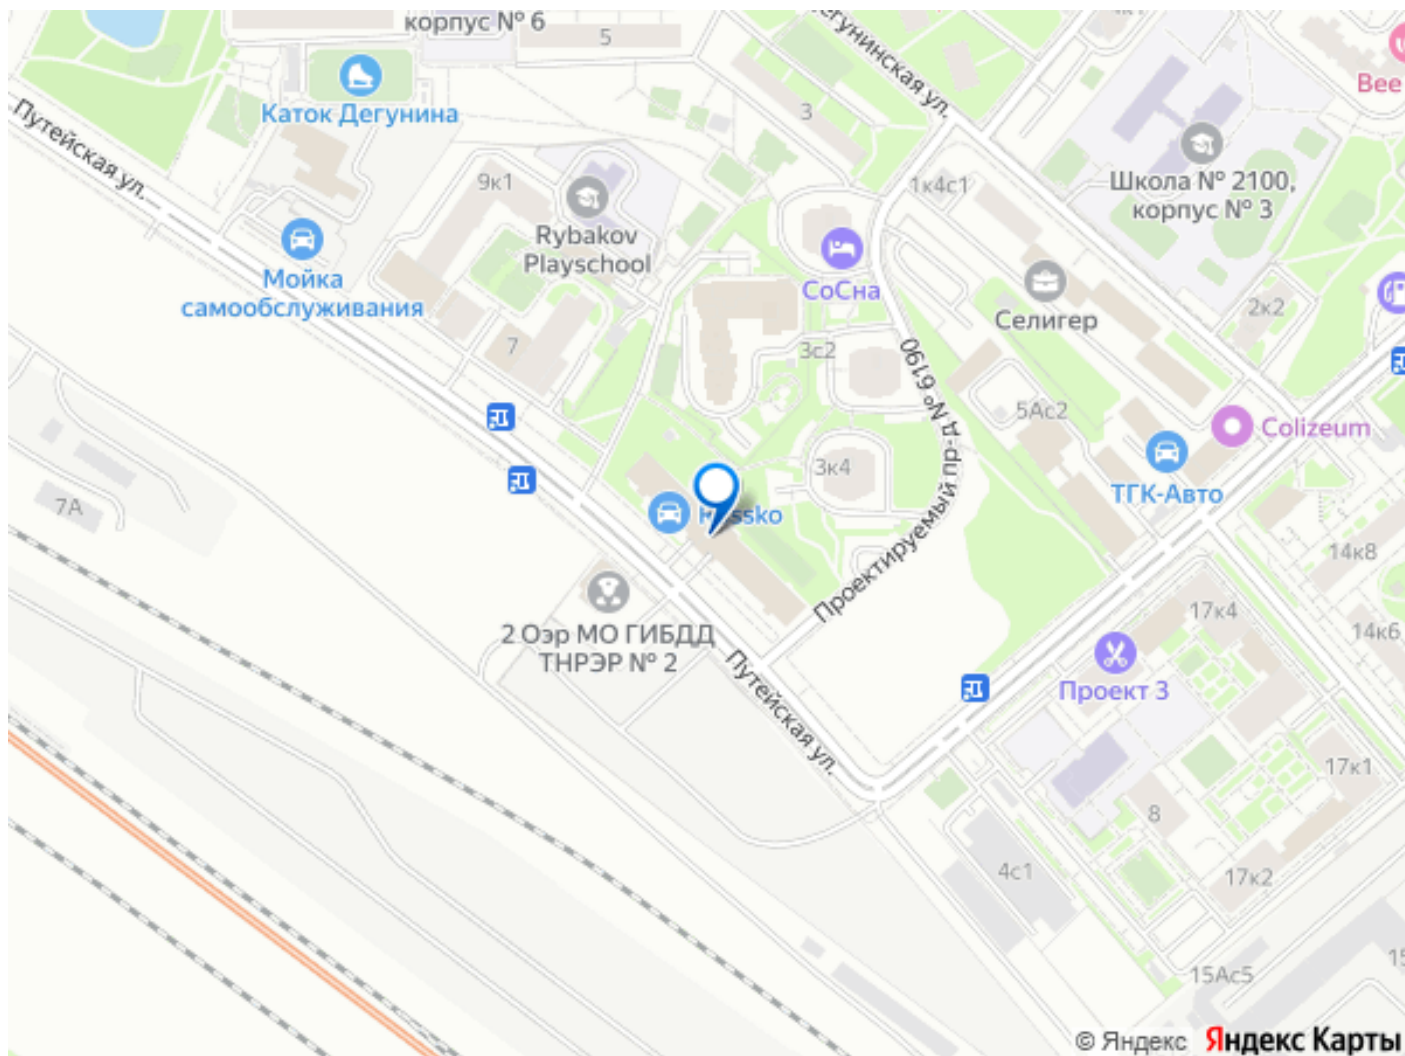 корпус № 6
5
4к1
Дегунинская ул.
Bee
Каток Дегунина
3
Путейская ул.
9к1
1к4с1
Школа № 2100,
корпус № 3
Rybakov
Playschool
Мойка
самообслуживания
СоСна
Селигер
2к2
7
3с2
Проектируемый пр-д № 6190
5Ас2
Colizeum
3к4
ТГК-Авто
7А
14к8
2 Оэр МО ГИБДД
ТНРЭР № 2
17к4
14к6
Путейская ул.
Проект 3
17к1
8
4с1
17к2
15Ас5
15
© Яндекс Яндекс Карты